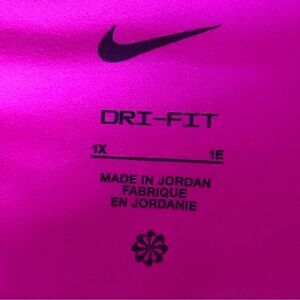 DRI-FIT
1X 1E
MADE IN JORDAN
FABRIQUE
EN JORDANIE